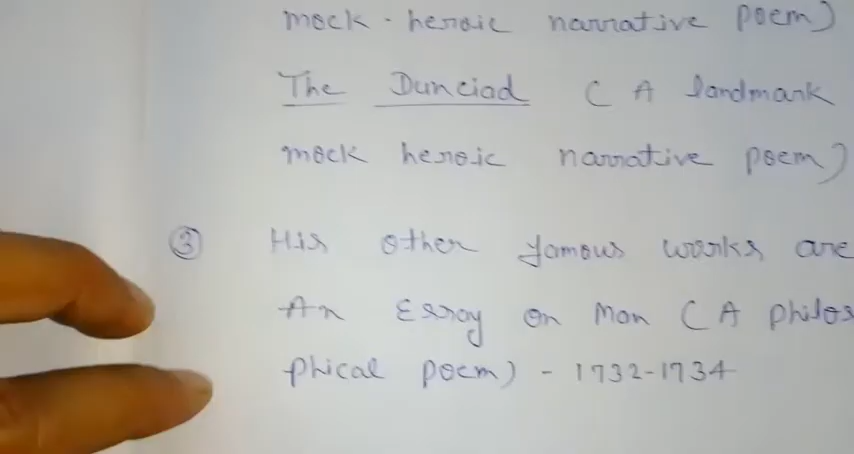 mock-heroic narrative poem)
The Dunciad (A landmark
mock heroic narrative poem)
③ His other famous works are
An Essay on Man (A philos
phical poem) - 1732-1734